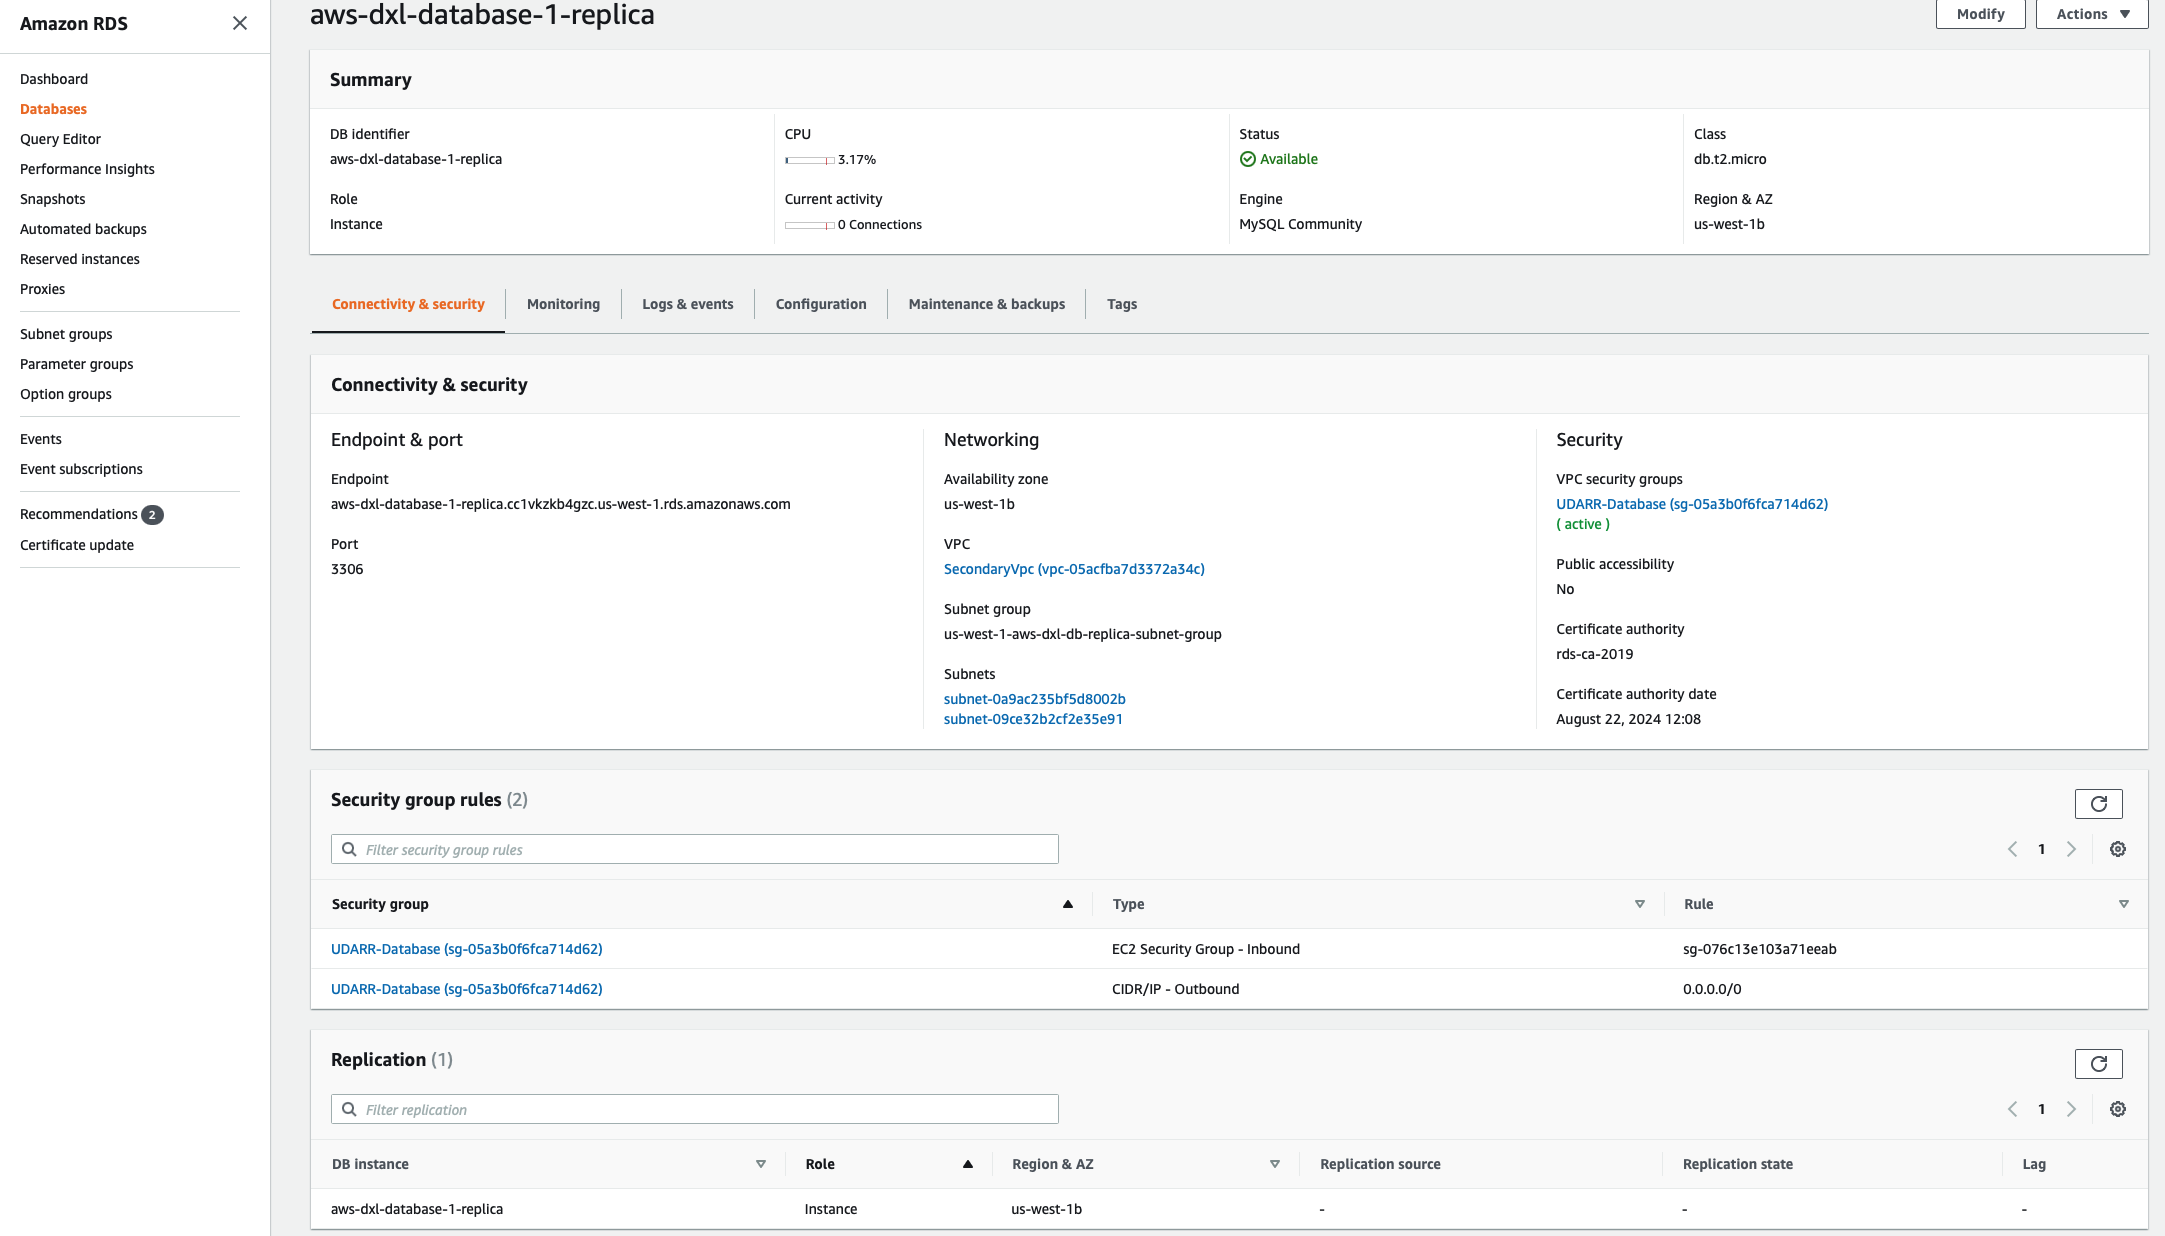 Amazon RDS
Dashboard
Databases
Query Editor
Performance Insights
Snapshots
Automated backups
Reserved instances
Proxies
Subnet groups
Parameter groups
Option groups
Events
Event subscriptions
Recommendations 2
Certificate update
aws-dxl-database-1-replica
Modify
Actions
Summary
DB identifier
aws-dxl-database-1-replica
Role
Instance
CPU
3.17%
Current activity
0 Connections
Status
Available
Engine
MySQL Community
Class
db.t2.micro
Region & AZ
us-west-1b
Connectivity & security
Monitoring
Logs & events
Configuration
Maintenance & backups
Tags
Connectivity & security
Endpoint & port
Endpoint
aws-dxl-database-1-replica.cc1vkzkb4gzc.us-west-1.rds.amazonaws.com
Port
3306
Networking
Availability zone
us-west-1b
VPC
SecondaryVpc (vpc-05acfba7d3372a34c)
Subnet group
us-west-1-aws-dxl-db-replica-subnet-group
Subnets
subnet-0a9ac235bf5d8002b
subnet-09ce32b2cf2e35e91
Security
VPC security groups
UDARR-Database (sg-05a3b0f6fca714d62)
( active )
Public accessibility
No
Certificate authority
rds-ca-2019
Certificate authority date
August 22, 2024 12:08
Security group rules (2)
Filter security group rules
1
Security group Type Rule
UDARR-Database (sg-05a3b0f6fca714d62) EC2 Security Group - Inbound sg-076c13e103a71eeab
UDARR-Database (sg-05a3b0f6fca714d62) CIDR/IP - Outbound 0.0.0.0/0
Replication (1)
Filter replication
1
DB instance Role Region & AZ Replication source Replication state Lag
aws-dxl-database-1-replica Instance us-west-1b - - -